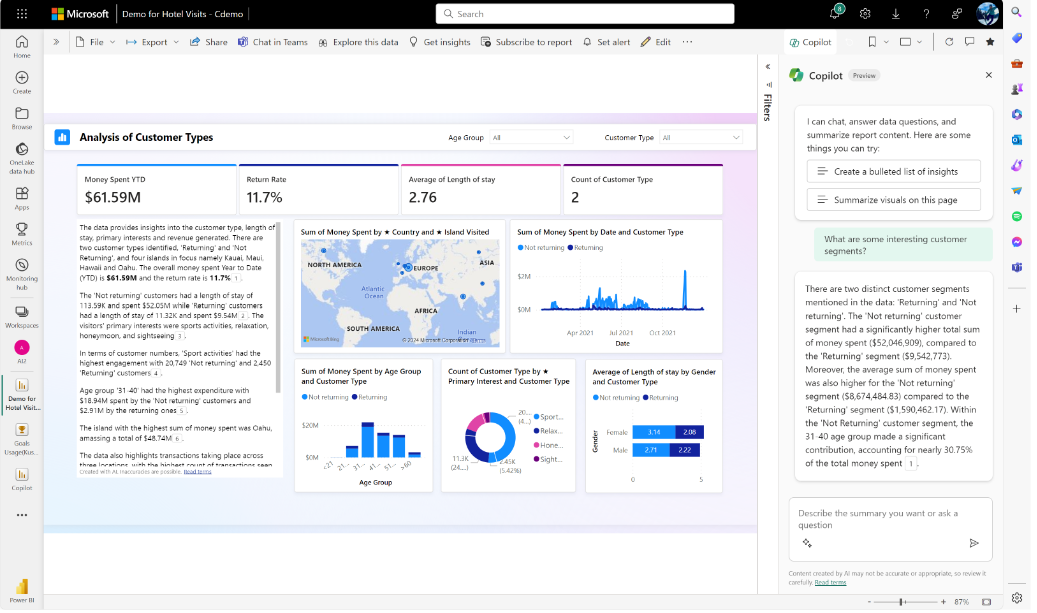 Microsoft
Demo for Hotel Visits - Cdemo
Search
8
Home
Create
Browse
OneLake
data hub
Apps
Metrics
Monitoring
hub
Workspaces
A
AU
Demo for
Hotel Visit...
Goals
Usage(Kus...
Copilot
Power BI
File
Export
Share
Chat in Teams
Explore this data
Get insights
Subscribe to report
Set alert
Edit
Copilot
Filters
Analysis of Customer Types
Age Group
All
Customer Type
All
Money Spent YTD
$61.59M
Return Rate
11.7%
Average of Length of stay
2.76
Count of Customer Type
2
The data provides insights into the customer type, length of
stay, primary interests and revenue generated. There are
two customer types identified, 'Returning' and 'Not
Returning', and four islands in focus namely Kauai, Maui,
Hawaii and Oahu. The overall money spent Year to Date
(YTD) is $61.59M and the return rate is 11.7% 1.
The 'Not returning' customers had a length of stay of
113.59K and spent $52.05M while 'Returning' customers
had a length of stay of 11.32K and spent $9.54M 2. The
visitors' primary interests were sports activities, relaxation,
honeymoon, and sightseeing 3.
In terms of customer numbers, 'Sport activities' had the
highest engagement with 20,749 'Not returning' and 2,450
'Returning' customers 4.
Age group '31-40' had the highest expenditure with
$18.94M spent by the 'Not returning' customers and
$2.91M by the returning ones 5.
The island with the highest sum of money spent was Oahu,
amassing a total of $48.74M 6.
The data also highlights transactions taking place across
three locations, with the highest count of transactions seen
Created with AI. Inaccuracies are possible. Read terms
Sum of Money Spent by ★ Country and ★ Island Visited
NORTH AMERICA
EUROPE
ASIA
Atlantic
Ocean
AFRICA
SOUTH AMERICA
Indian
Microsoft Bing
© 2024 Microsoft Corporation Terms
Sum of Money Spent by Date and Customer Type
Not returning
Returning
$2M
$0M
Apr 2021
Jul 2021
Oct 2021
Date
Sum of Money Spent by Age Group
and Customer Type
Not returning
Returning
$20M
$0M
<21
21...
31...
41...
51...
>60
Age Group
Count of Customer Type by ★
Primary Interest and Customer Type
20...
(4...)
11.3K
(24....)
2.45K
(5.42%)
Sport...
Relax...
Hone...
Sight...
Average of Length of stay by Gender
and Customer Type
Not returning
Returning
Gender
Female
3.14
2.08
Male
2.71
2.22
0
5
Copilot
Preview
I can chat, answer data questions, and
summarize report content. Here are some
things you can try:
Create a bulleted list of insights
Summarize visuals on this page
What are some interesting customer
segments?
There are two distinct customer segments
mentioned in the data: 'Returning' and 'Not
returning'. The 'Not returning' customer
segment had a significantly higher total sum
of money spent ($52,046,909), compared to
the 'Returning' segment ($9,542,773).
Moreover, the average sum of money spent
was also higher for the 'Not returning'
segment ($8,674,484.83) compared to the
'Returning' segment ($1,590,462.17). Within
the 'Not returning' customer segment, the
31-40 age group made a significant
contribution, accounting for nearly 30.75%
of the total money spent 1.
Describe the summary you want or ask a
question
Content created by AI may not be accurate or appropriate, so review it
carefully. Read terms
87%